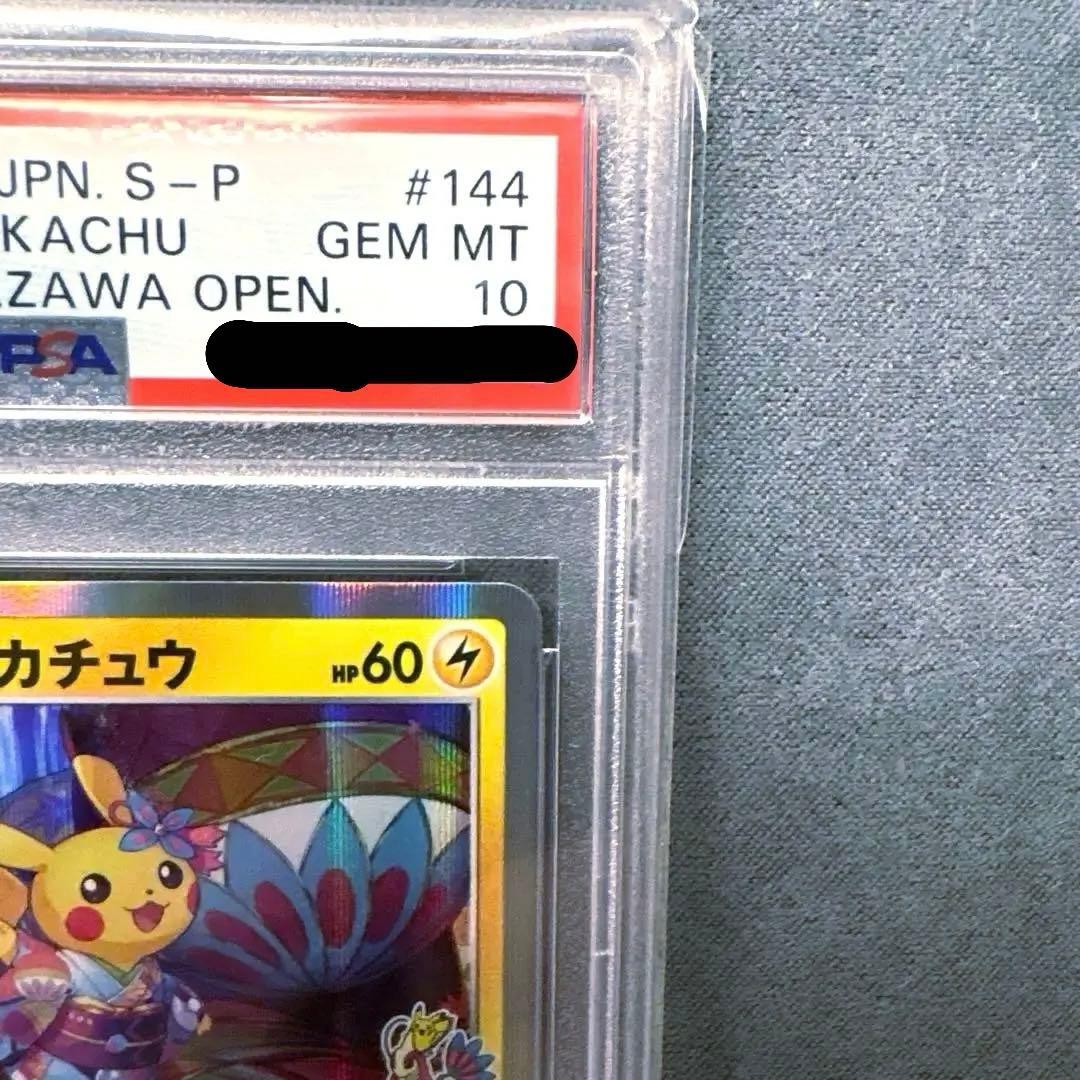 JPN. S-P #144
KACHU GEM MT
ZAWA OPEN. 10
PSA
カチュウ HP60